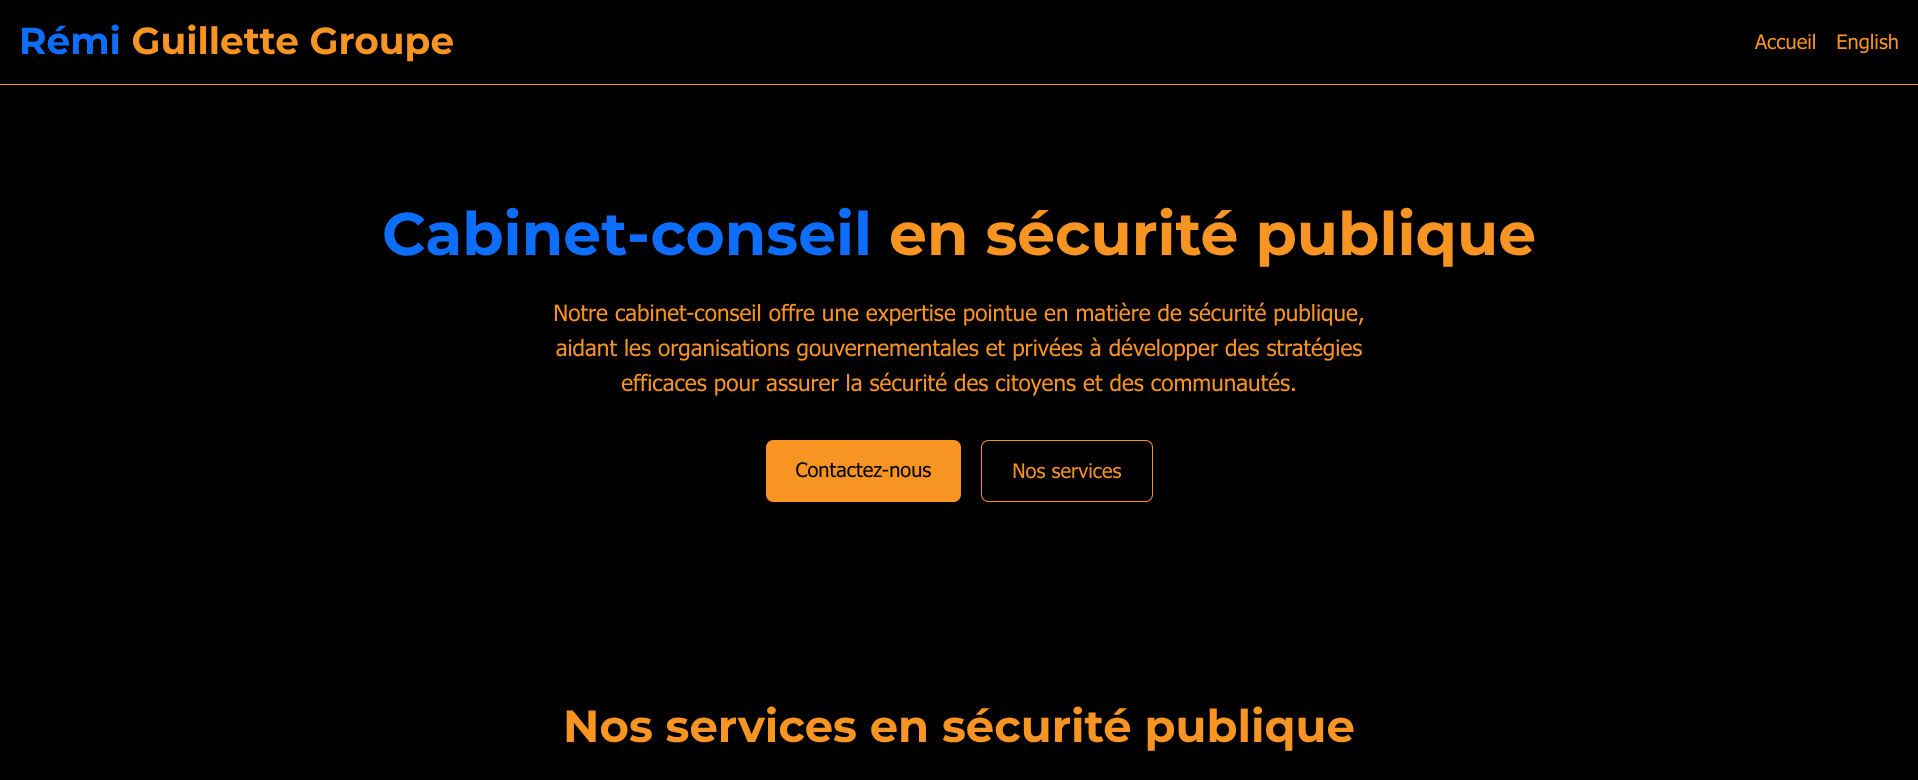 Rémi Guillette Groupe
Accueil English
Cabinet-conseil en sécurité publique
Notre cabinet-conseil offre une expertise pointue en matière de sécurité publique,
aidant les organisations gouvernementales et privées à développer des stratégies
efficaces pour assurer la sécurité des citoyens et des communautés.
Contactez-nous
Nos services
Nos services en sécurité publique